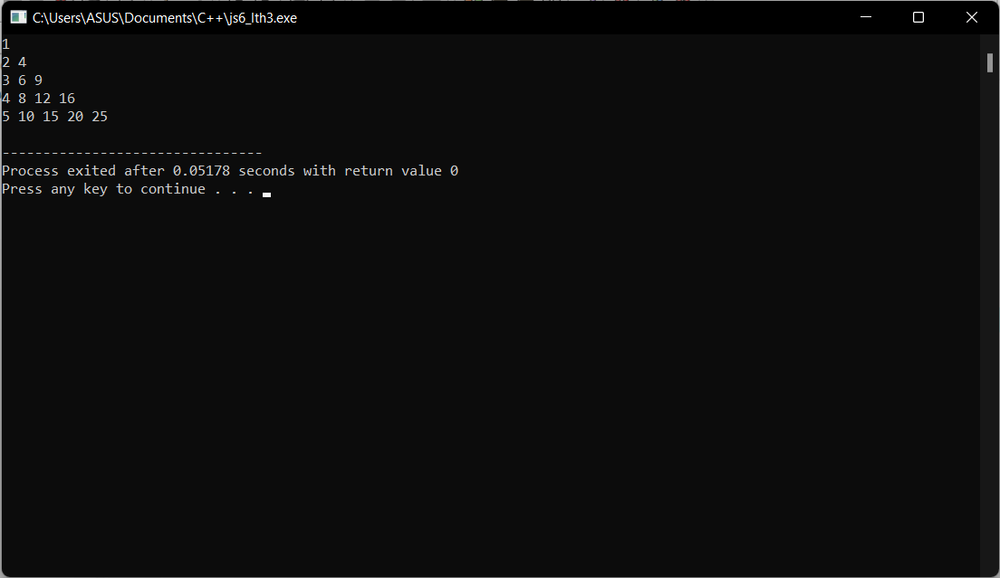 C:\Users\ASUS\Documents\C++\js6_lth3.exe
1
2 4
3 6 9
4 8 12 16
5 10 15 20 25
--------------------------------
Process exited after 0.05178 seconds with return value 0
Press any key to continue . . .